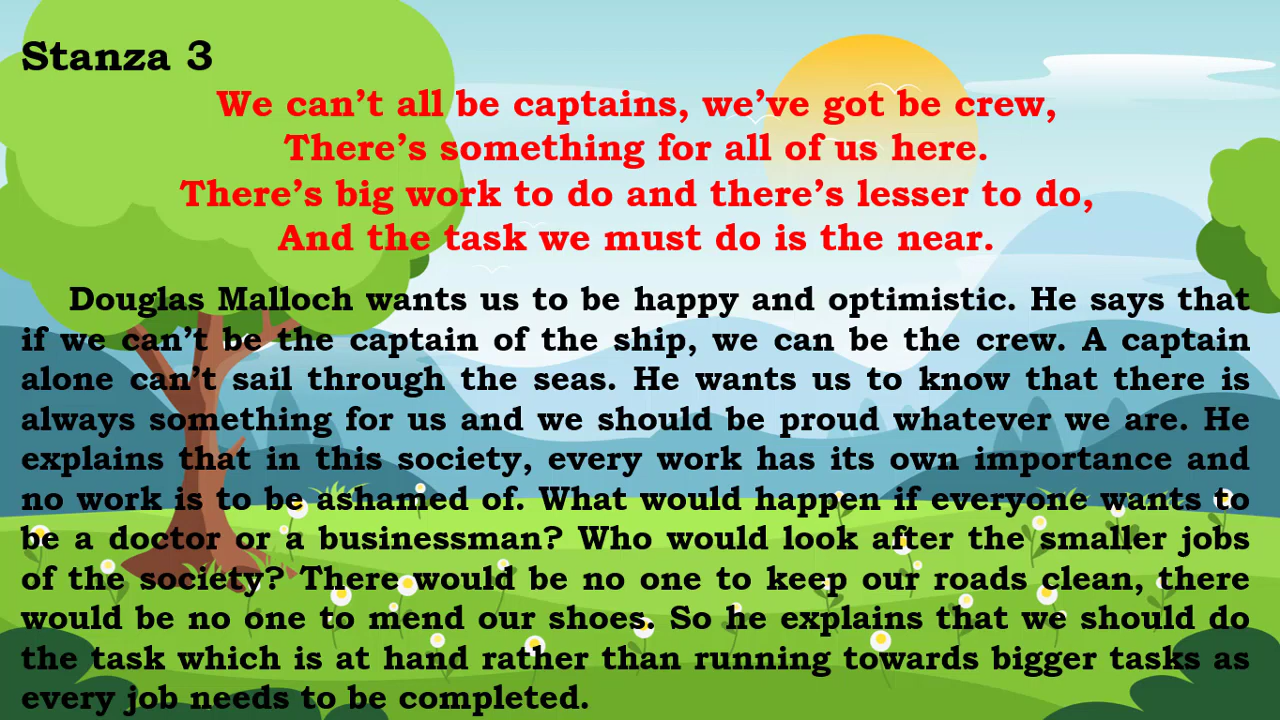 Stanza 3
We can’t all be captains, we’ve got be crew,
There’s something for all of us here.
There’s big work to do and there’s lesser to do,
And the task we must do is the near.
Douglas Malloch wants us to be happy and optimistic. He says that
if we can’t be the captain of the ship, we can be the crew. A captain
alone can’t sail through the seas. He wants us to know that there is
always something for us and we should be proud whatever we are. He
explains that in this society, every work has its own importance and
no work is to be ashamed of. What would happen if everyone wants to
be a doctor or a businessman? Who would look after the smaller jobs
of the society? There would be no one to keep our roads clean, there
would be no one to mend our shoes. So he explains that we should do
the task which is at hand rather than running towards bigger tasks as
every job needs to be completed.